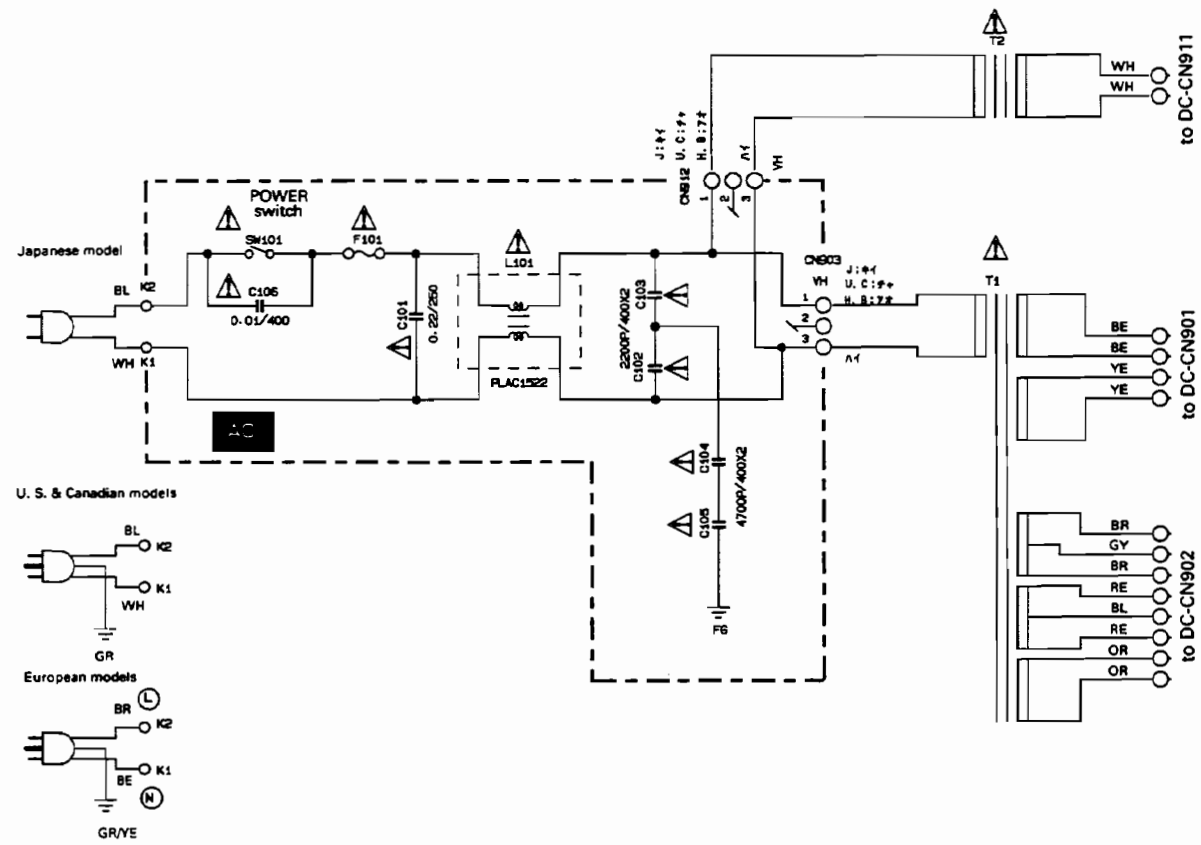 T2
WH
WH
to DC-CN911
J:キイ
U. C:チャ
H. B:アオ
ハイ
VH
CN912
1
2
3
POWER
switch
SW101
F101
Japanese model
K2
BL
C106
0.01/400
C101
0.22/250
L101
PLAC1522
C103
2200P/400X2
C102
CN903
VH
J:キイ
U. C:チャ
H. B:アオ
1
2
3
ハイ
T1
WH K1
AC
BE
BE
YE
YE
to DC-CN901
C104
4700P/400X2
C105
FG
U. S. & Canadian models
BL
K2
K1
WH
GR
European models
L
BR
K2
K1
BE
N
GR/YE
BR
GY
BR
RE
BL
RE
OR
OR
to DC-CN902